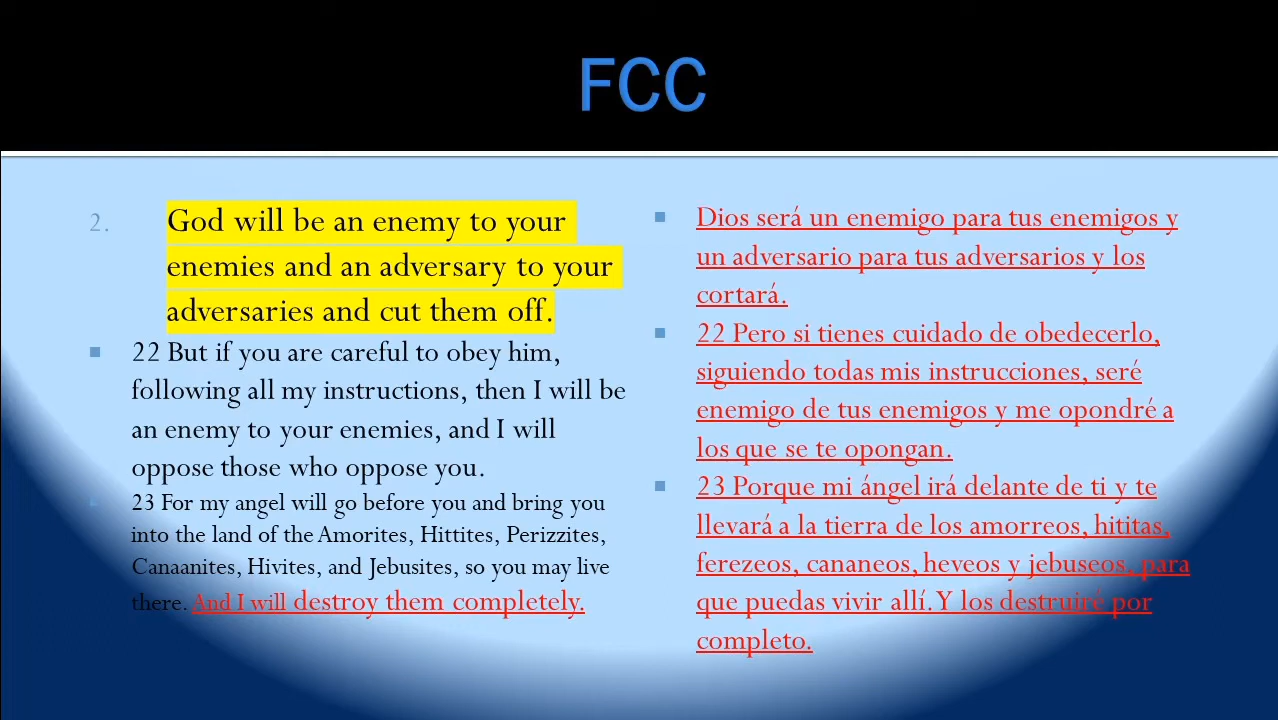 FCC
2. God will be an enemy to your
enemies and an adversary to your
adversaries and cut them off.
22 But if you are careful to obey him,
following all my instructions, then I will be
an enemy to your enemies, and I will
oppose those who oppose you.
23 For my angel will go before you and bring you
into the land of the Amorites, Hittites, Perizzites,
Canaanites, Hivites, and Jebusites, so you may live
there. And I will destroy them completely.
Dios será un enemigo para tus enemigos y
un adversario para tus adversarios y los
cortará.
22 Pero si tienes cuidado de obedecerlo,
siguiendo todas mis instrucciones, seré
enemigo de tus enemigos y me opondré a
los que se te opongan.
23 Porque mi ángel irá delante de ti y te
llevará a la tierra de los amorreos, hititas,
ferezeos, cananeos, heveos y jebuseos, para
que puedas vivir allí. Y los destruiré por
completo.